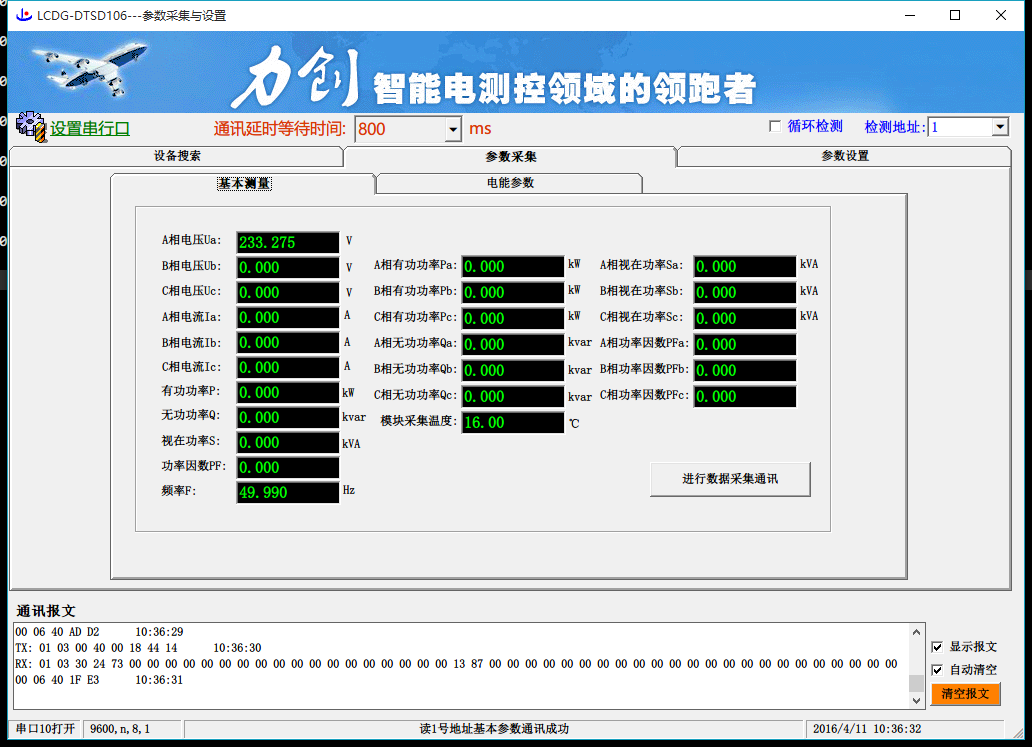 LCDG-DTSD106---参数采集与设置
力创 智能电测控领域的领跑者
设置串行口 通讯延时等待时间: 800 ms 循环检测 检测地址: 1
设备搜索 参数采集 参数设置
基本测量 电能参数
A相电压Ua: 233.275 V
B相电压Ub: 0.000 V A相有功功率Pa: 0.000 kW A相视在功率Sa: 0.000 kVA
C相电压Uc: 0.000 V B相有功功率Pb: 0.000 kW B相视在功率Sb: 0.000 kVA
A相电流Ia: 0.000 A C相有功功率Pc: 0.000 kW C相视在功率Sc: 0.000 kVA
B相电流Ib: 0.000 A A相无功功率Qa: 0.000 kvar A相功率因数PFa: 0.000
C相电流Ic: 0.000 A B相无功功率Qb: 0.000 kvar B相功率因数PFb: 0.000
有功功率P: 0.000 kW C相无功功率Qc: 0.000 kvar C相功率因数PFc: 0.000
无功功率Q: 0.000 kvar 模块采集温度: 16.00 ℃
视在功率S: 0.000 kVA
功率因数PF: 0.000
频率F: 49.990 Hz
进行数据采集通讯
通讯报文
00 06 40 AD D2 10:36:29
TX: 01 03 00 40 00 18 44 14 10:36:30
RX: 01 03 30 24 73 00 00 00 00 00 00 00 00 00 00 00 00 00 00 00 00 00 00 13 87 00 00 00 00 00 00 00 00 00 00 00 00 00 00 00 00 00 00 00 00 00 00 00
00 06 40 1F E3 10:36:31
显示报文
自动清空
清空报文
串口10打开 9600,n,8,1 读1号地址基本参数通讯成功 2016/4/11 10:36:32